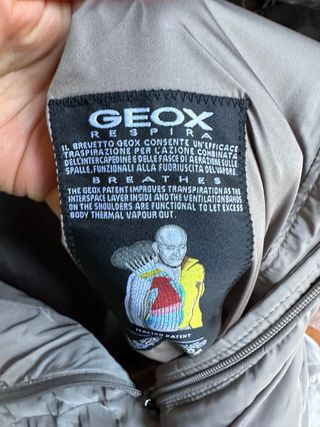 GEOX
RESPIRA
IL BREVETTO GEOX CONSENTE UN'EFFICACE
TRASPIRAZIONE PER L'AZIONE COMBINATA
DELL'INTERCAPEDINE E DELLE FASCE DI AERAZIONE SULLE
SPALLE, FUNZIONALI ALLA FUORIUSCITA DEL VAPORE.
BREATHES
THE GEOX PATENT IMPROVES TRANSPIRATION AS THE
INTERSPACE LAYER INSIDE AND THE VENTILATION BANDS
ON THE SHOULDERS ARE FUNCTIONAL TO LET EXCESS
BODY THERMAL VAPOUR OUT.
ITALIAN PATENT